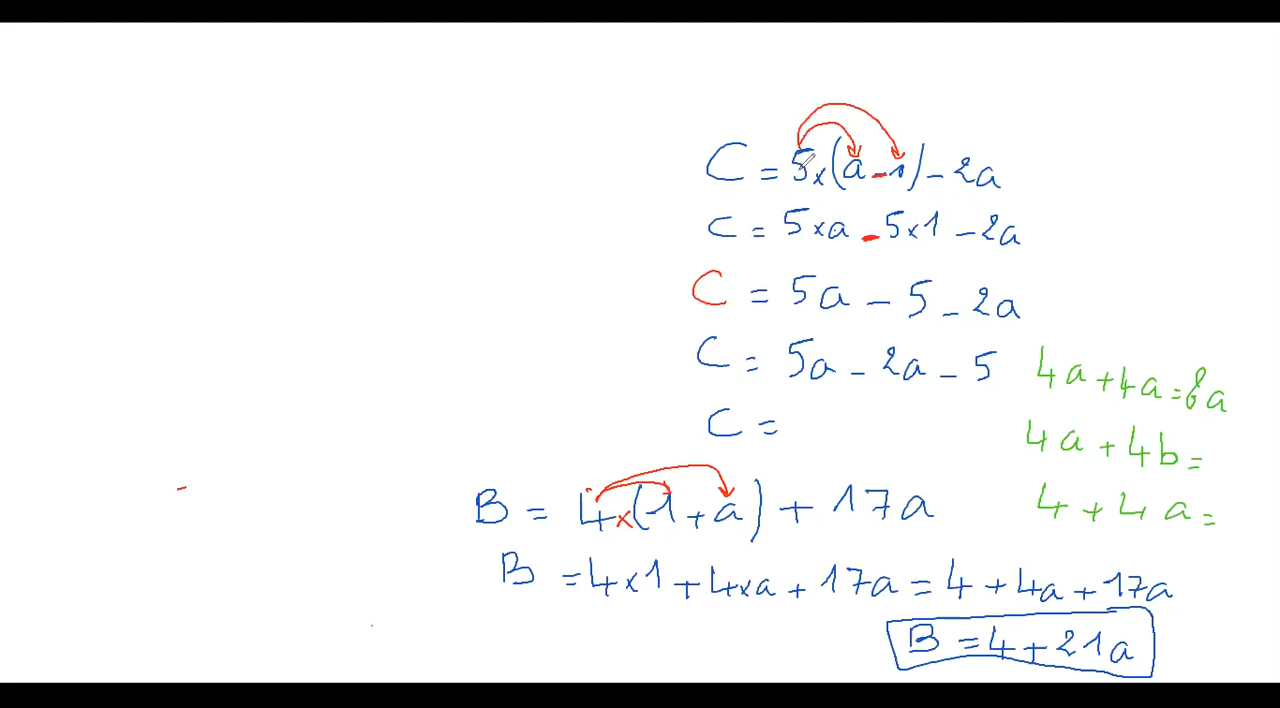 C = 5x(a - 1) - 2a
C = 5xa - 5x1 - 2a
C = 5a - 5 - 2a
C = 5a - 2a - 5
4a + 4a = 8a
C =
4a + 4b =
4 + 4a =
B = 4x(1 + a) + 17a
B = 4x1 + 4xa + 17a = 4 + 4a + 17a
B = 4 + 21a